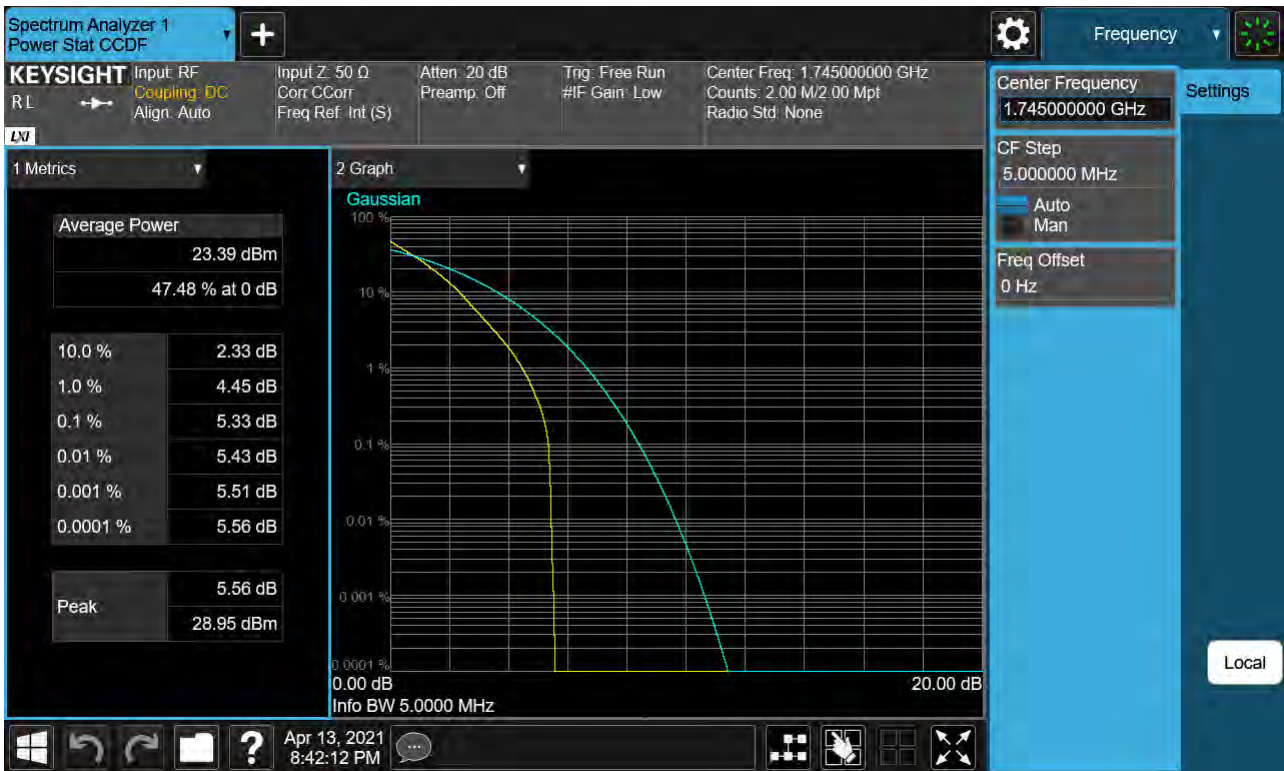 Spectrum Analyzer 1
Power Stat CCDF
Frequency
KEYSIGHT
R L
LXI
Input: RF
Coupling: DC
Align: Auto
Input Z: 50 Ω
Corr CCorr
Freq Ref: Int (S)
Atten: 20 dB
Preamp: Off
Trig: Free Run
#IF Gain: Low
Center Freq: 1.745000000 GHz
Counts: 2.00 M/2.00 Mpt
Radio Std: None
Center Frequency
1.745000000 GHz
Settings
CF Step
5.000000 MHz
Auto
Man
Freq Offset
0 Hz
Local
1 Metrics
Average Power
23.39 dBm
47.48 % at 0 dB
10.0 % 2.33 dB
1.0 % 4.45 dB
0.1 % 5.33 dB
0.01 % 5.43 dB
0.001 % 5.51 dB
0.0001 % 5.56 dB
Peak 5.56 dB
28.95 dBm
2 Graph
Gaussian
100 %
10 %
1 %
0.1 %
0.01 %
0.001 %
0.0001 %
0.00 dB 20.00 dB
Info BW 5.0000 MHz
?
Apr 13, 2021
8:42:12 PM